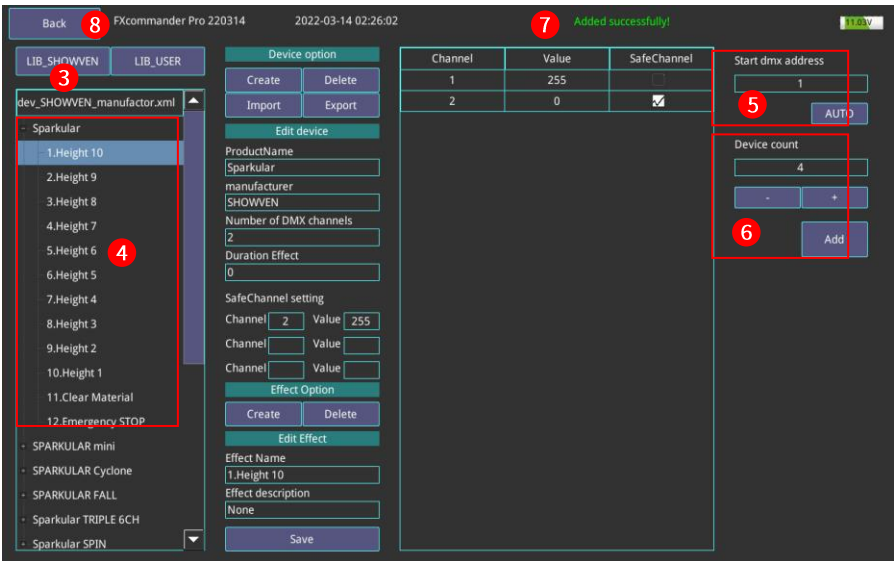 Back
8
FXcommander Pro 220314
2022-03-14 02:26:02
7
Added successfully!
11.03V
LIB_SHOWVEN
LIB_USER
3
dev_SHOWVEN_manufactor.xml
Sparkular
1.Height 10
2.Height 9
3.Height 8
4.Height 7
5.Height 6
4
6.Height 5
7.Height 4
8.Height 3
9.Height 2
10.Height 1
11.Clear Material
12.Emergency STOP
SPARKULAR mini
SPARKULAR Cyclone
SPARKULAR FALL
Sparkular TRIPLE 6CH
Sparkular SPIN
Device option
Create
Delete
Import
Export
Edit device
ProductName
Sparkular
manufacturer
SHOWVEN
Number of DMX channels
2
Duration Effect
0
SafeChannel setting
Channel 2 Value 255
Channel Value
Channel Value
Effect Option
Create
Delete
Edit Effect
Effect Name
1.Height 10
Effect description
None
Save
Channel Value SafeChannel
1 255
2 0
Start dmx address
1
5
AUTO
Device count
4
- +
6
Add